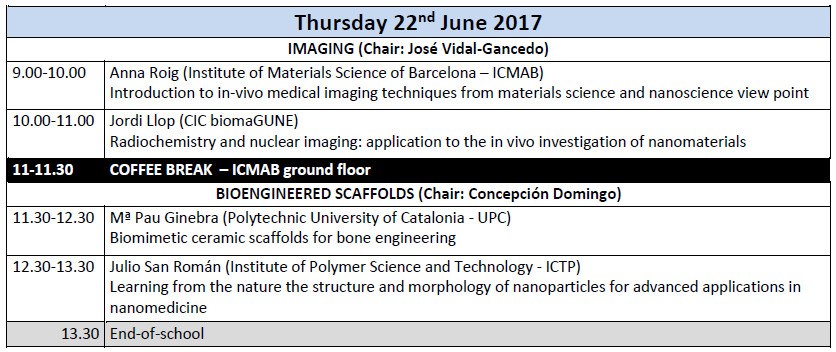 Thursday 22nd June 2017
IMAGING (Chair: José Vidal-Gancedo)
9.00-10.00 Anna Roig (Institute of Materials Science of Barcelona – ICMAB)
Introduction to in-vivo medical imaging techniques from materials science and nanoscience view point
10.00-11.00 Jordi Llop (CIC biomaGUNE)
Radiochemistry and nuclear imaging: application to the in vivo investigation of nanomaterials
11-11.30 COFFEE BREAK – ICMAB ground floor
BIOENGINEERED SCAFFOLDS (Chair: Concepción Domingo)
11.30-12.30 Mª Pau Ginebra (Polytechnic University of Catalonia - UPC)
Biomimetic ceramic scaffolds for bone engineering
12.30-13.30 Julio San Román (Institute of Polymer Science and Technology - ICTP)
Learning from the nature the structure and morphology of nanoparticles for advanced applications in
nanomedicine
13.30 End-of-school